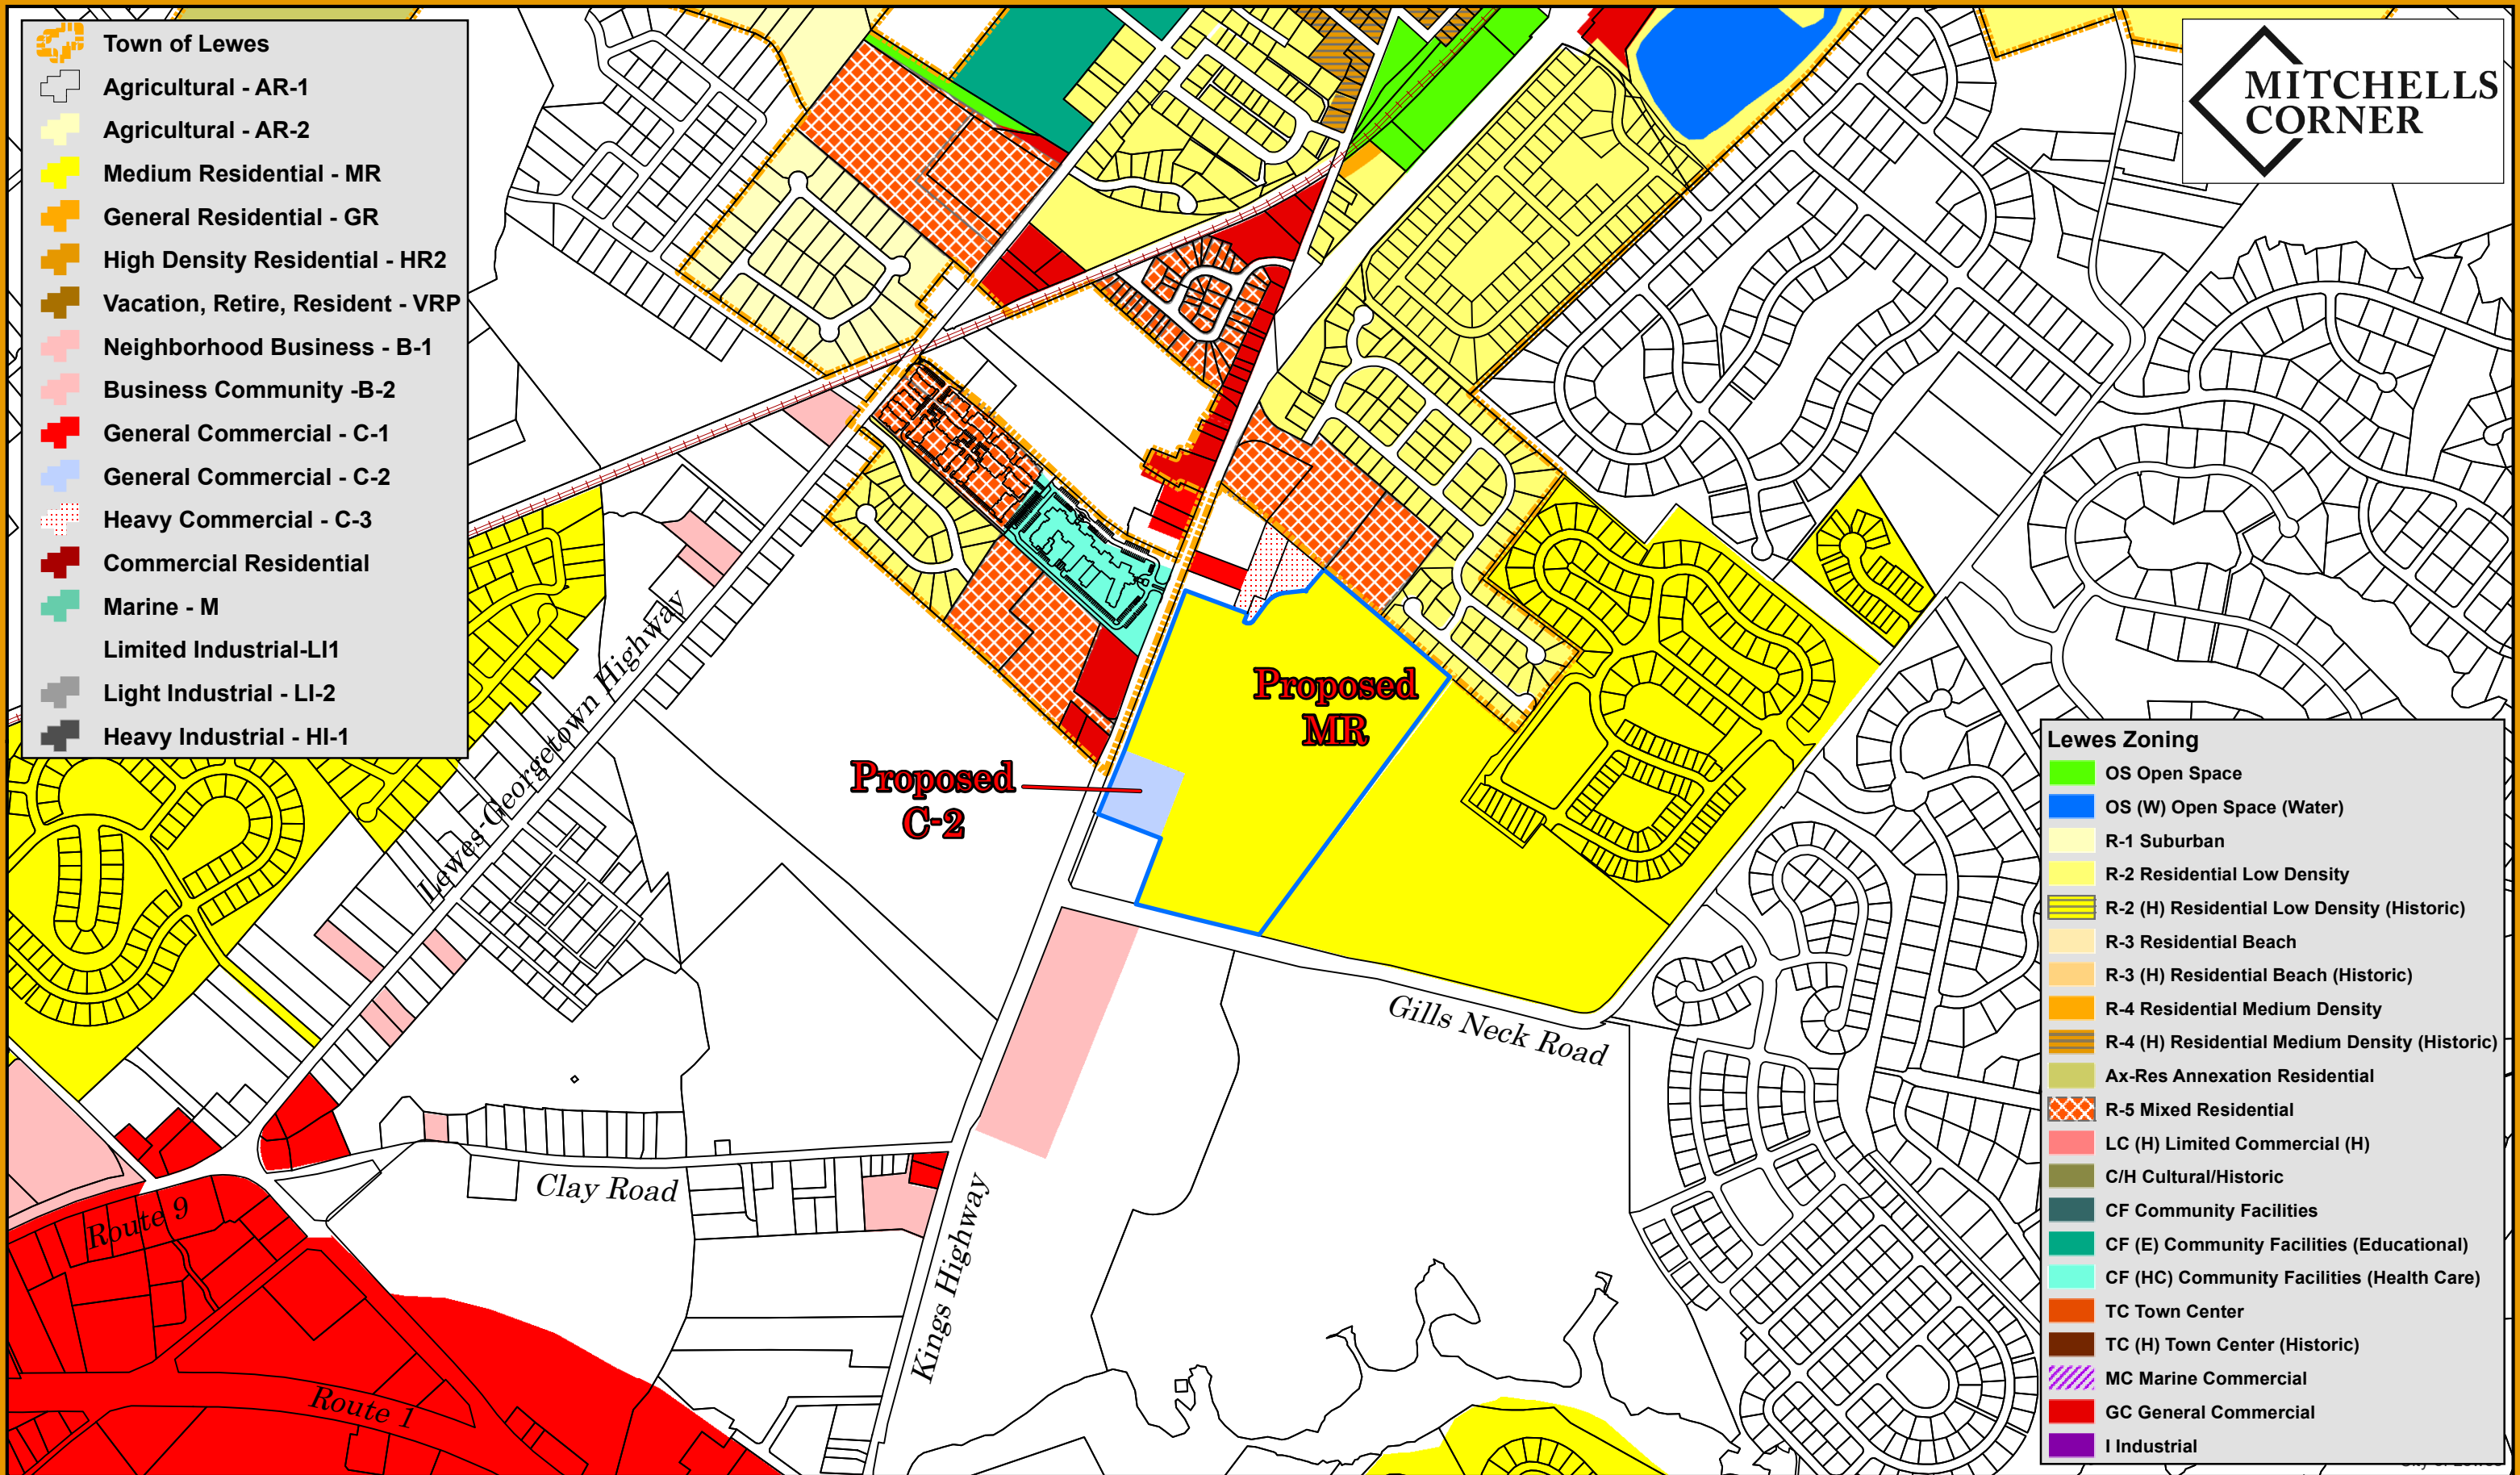 Town of Lewes
Agricultural - AR-1
Agricultural - AR-2
Medium Residential - MR
General Residential - GR
High Density Residential - HR2
Vacation, Retire, Resident - VRP
Neighborhood Business - B-1
Business Community -B-2
General Commercial - C-1
General Commercial - C-2
Heavy Commercial - C-3
Commercial Residential
Marine - M
Limited Industrial-LI1
Light Industrial - LI-2
Heavy Industrial - HI-1
MITCHELLS
CORNER
Proposed
MR
Proposed
C-2
Lewes-Georgetown Highway
Gills Neck Road
Clay Road
Kings Highway
Route 9
Route 1
Lewes Zoning
OS Open Space
OS (W) Open Space (Water)
R-1 Suburban
R-2 Residential Low Density
R-2 (H) Residential Low Density (Historic)
R-3 Residential Beach
R-3 (H) Residential Beach (Historic)
R-4 Residential Medium Density
R-4 (H) Residential Medium Density (Historic)
Ax-Res Annexation Residential
R-5 Mixed Residential
LC (H) Limited Commercial (H)
C/H Cultural/Historic
CF Community Facilities
CF (E) Community Facilities (Educational)
CF (HC) Community Facilities (Health Care)
TC Town Center
TC (H) Town Center (Historic)
MC Marine Commercial
GC General Commercial
I Industrial